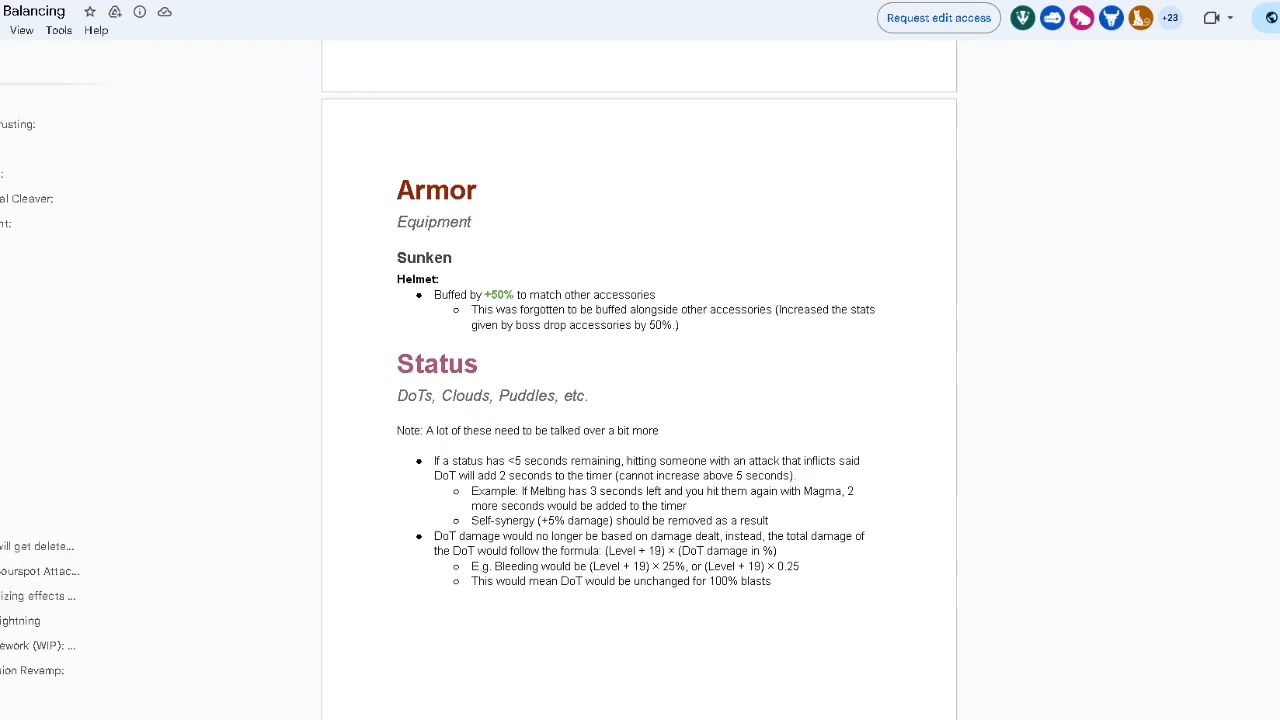 Balancing
View Tools Help
Request edit access
+23
rusting:
:
al Cleaver:
nt:
will get delete...
ourspot Attac...
izing effects ...
ightning
ework (WIP): ...
sion Revamp:
Armor
Equipment
Sunken
Helmet:
● Buffed by +50% to match other accessories
○ This was forgotten to be buffed alongside other accessories (Increased the stats
given by boss drop accessories by 50%.)
Status
DoTs, Clouds, Puddles, etc.
Note: A lot of these need to be talked over a bit more
● If a status has <5 seconds remaining, hitting someone with an attack that inflicts said
DoT will add 2 seconds to the timer (cannot increase above 5 seconds).
○ Example: If Melting has 3 seconds left and you hit them again with Magma, 2
more seconds would be added to the timer
○ Self-synergy (+5% damage) should be removed as a result
● DoT damage would no longer be based on damage dealt, instead, the total damage of
the DoT would follow the formula: (Level + 19) × (DoT damage in %)
○ E.g. Bleeding would be (Level + 19) × 25%, or (Level + 19) × 0.25
○ This would mean DoT would be unchanged for 100% blasts